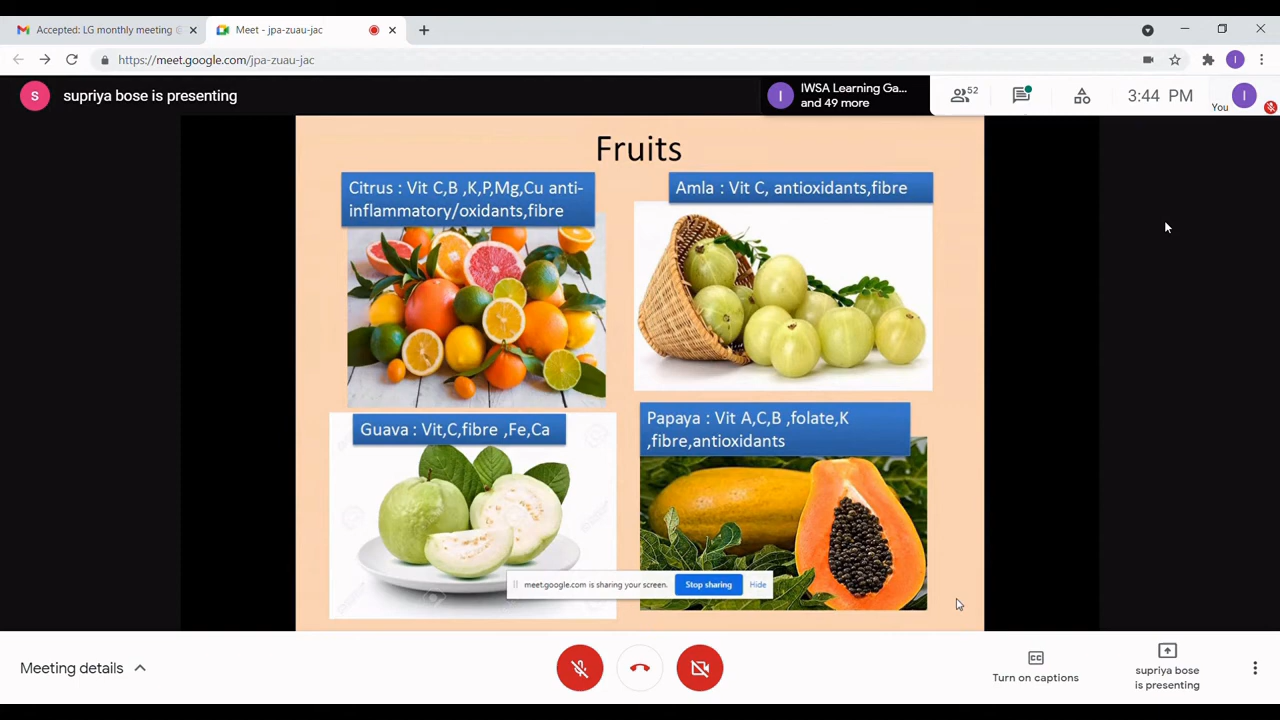 Accepted: LG monthly meeting
Meet - jpa-zuau-jac
https://meet.google.com/jpa-zuau-jac
S
supriya bose is presenting
I
IWSA Learning Ga...
and 49 more
52
3:44 PM
You
I
Fruits
Citrus : Vit C,B ,K,P,Mg,Cu anti-
inflammatory/oxidants,fibre
Amla : Vit C, antioxidants,fibre
Guava : Vit,C,fibre ,Fe,Ca
Papaya : Vit A,C,B ,folate,K
,fibre,antioxidants
meet.google.com is sharing your screen.
Stop sharing
Hide
Meeting details
CC
Turn on captions
supriya bose
is presenting